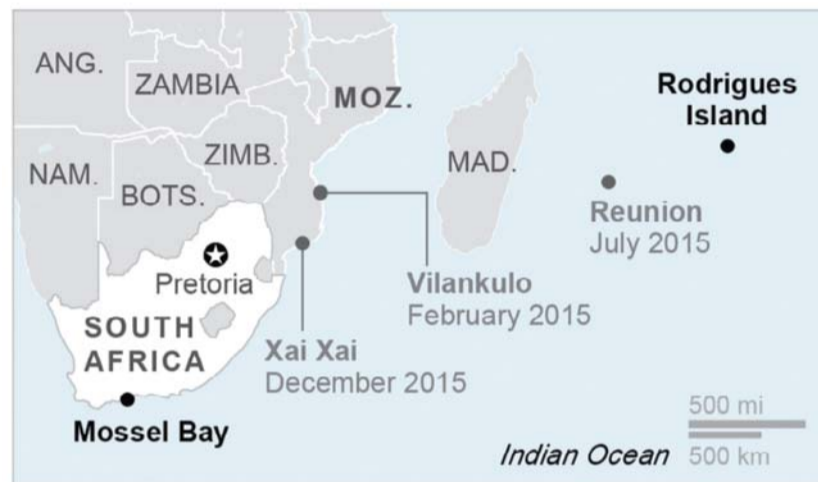 ANG.
ZAMBIA
MOZ.
Rodrigues
Island
ZIMB.
MAD.
NAM.
BOTS.
Reunion
July 2015
Pretoria
Vilankulo
February 2015
SOUTH
AFRICA
Xai Xai
December 2015
Mossel Bay
500 mi
Indian Ocean
500 km